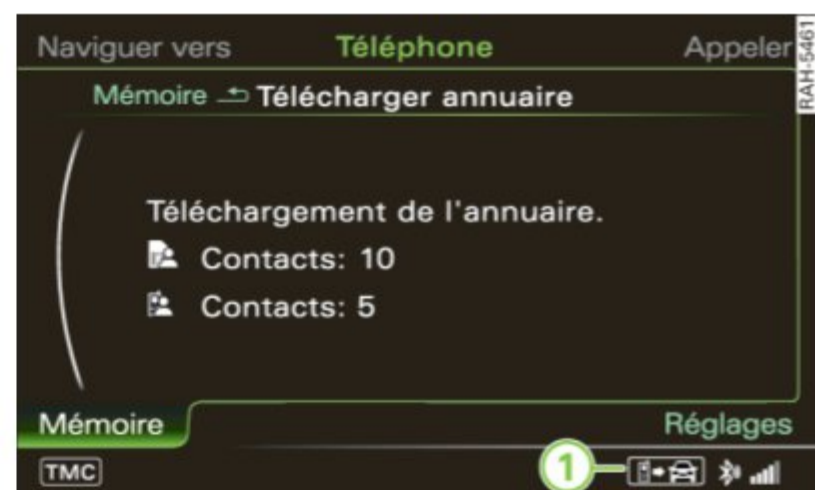 Naviguer vers Téléphone Appeler
RAH-5461
Mémoire Télécharger annuaire
Téléchargement de l'annuaire.
Contacts: 10
Contacts: 5
Mémoire Réglages
TMC 1